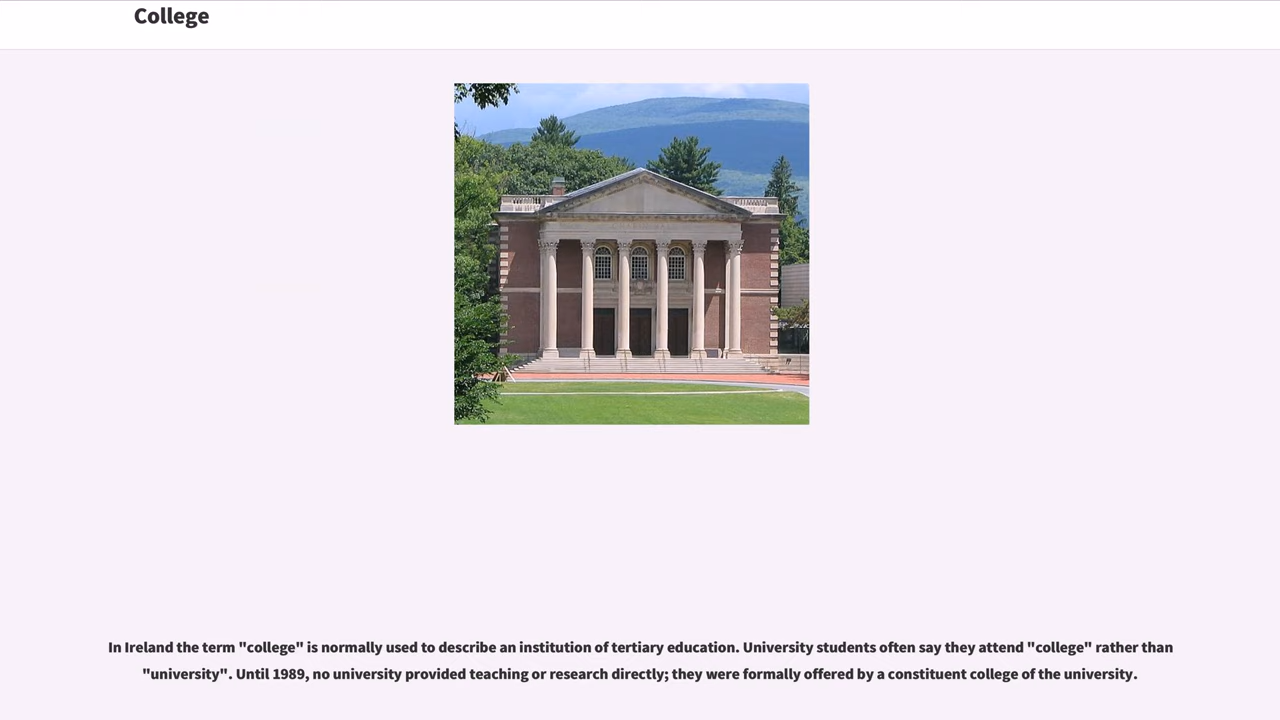 College
In Ireland the term "college" is normally used to describe an institution of tertiary education. University students often say they attend "college" rather than
"university". Until 1989, no university provided teaching or research directly; they were formally offered by a constituent college of the university.